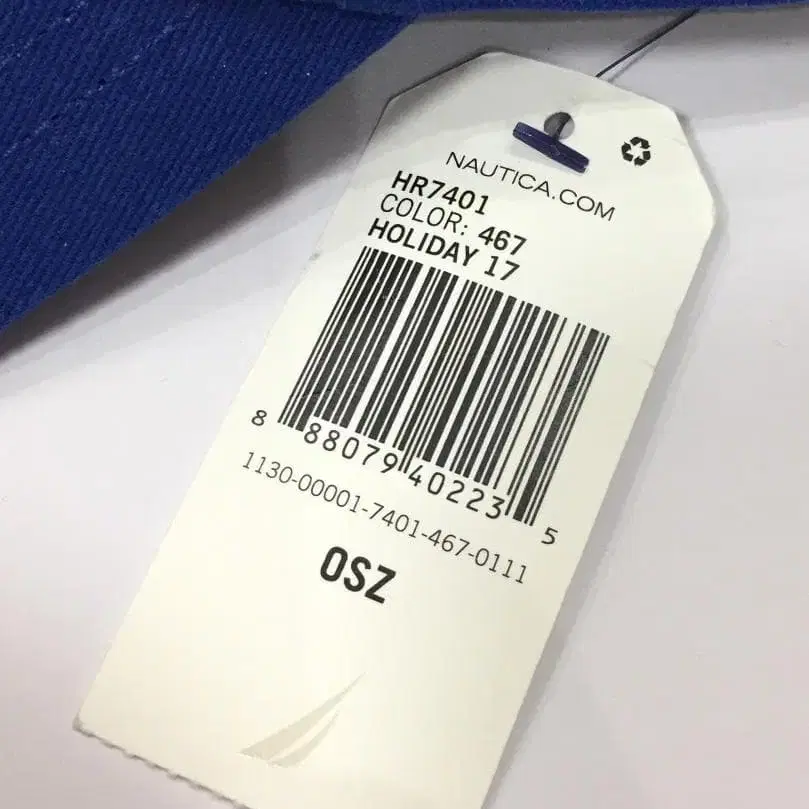 NAUTICA.COM
HR7401
COLOR: 467
HOLIDAY 17
8 88079 40223 5
1130-00001-7401-467-0111
OSZ